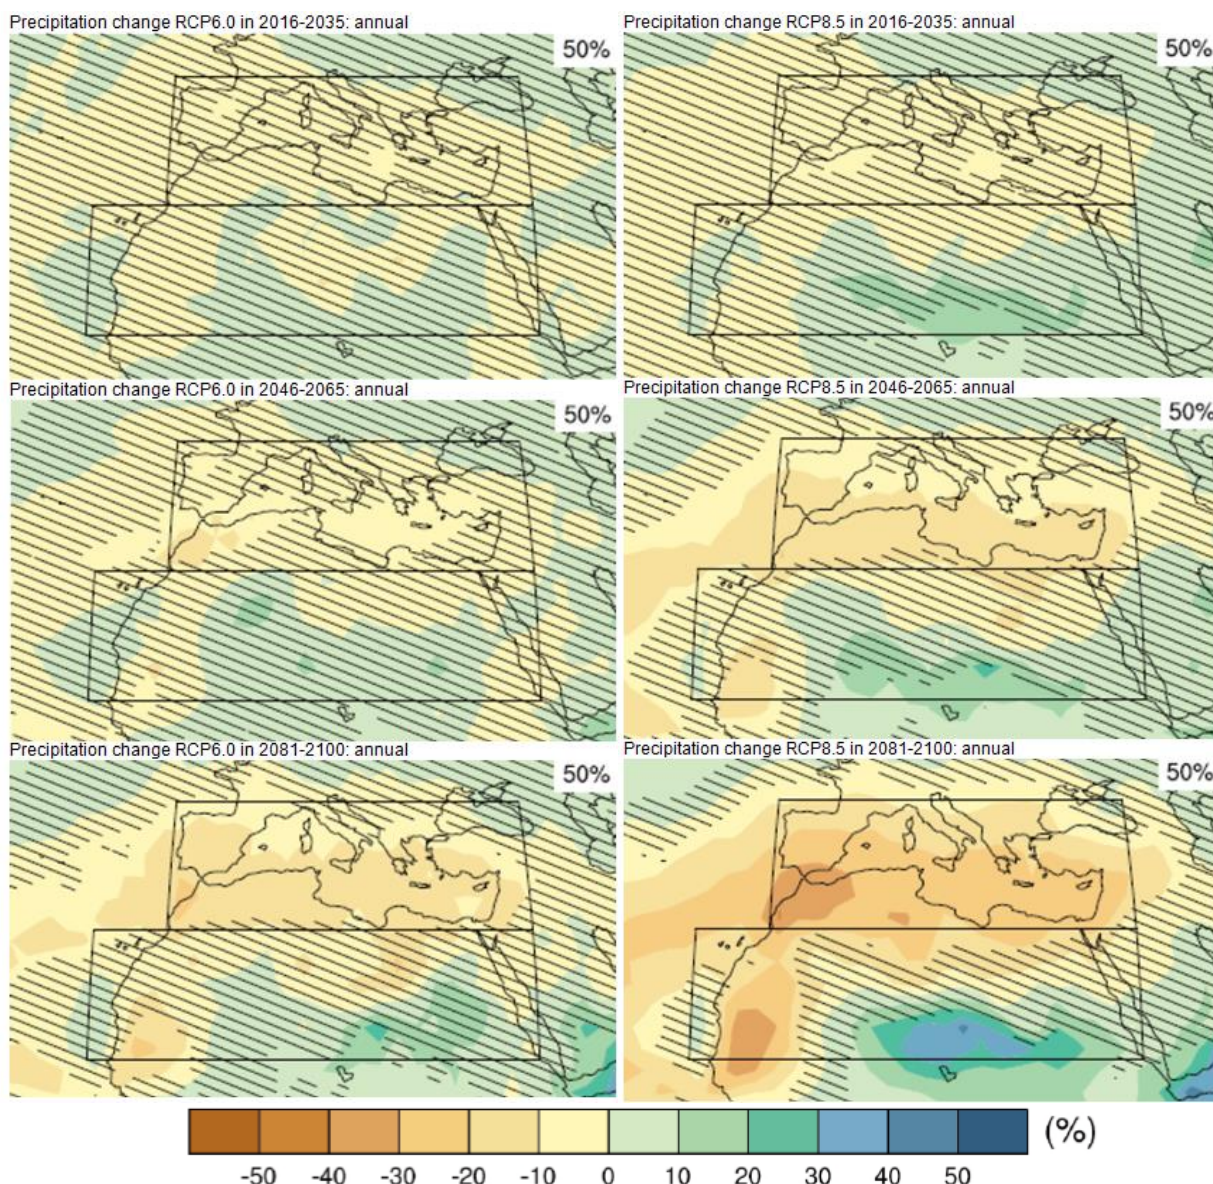 Precipitation change RCP6.0 in 2016-2035: annual
Precipitation change RCP8.5 in 2016-2035: annual
50%
50%
Precipitation change RCP6.0 in 2046-2065: annual
Precipitation change RCP8.5 in 2046-2065: annual
50%
50%
Precipitation change RCP6.0 in 2081-2100: annual
Precipitation change RCP8.5 in 2081-2100: annual
50%
50%
(%)
-50 -40 -30 -20 -10 0 10 20 30 40 50